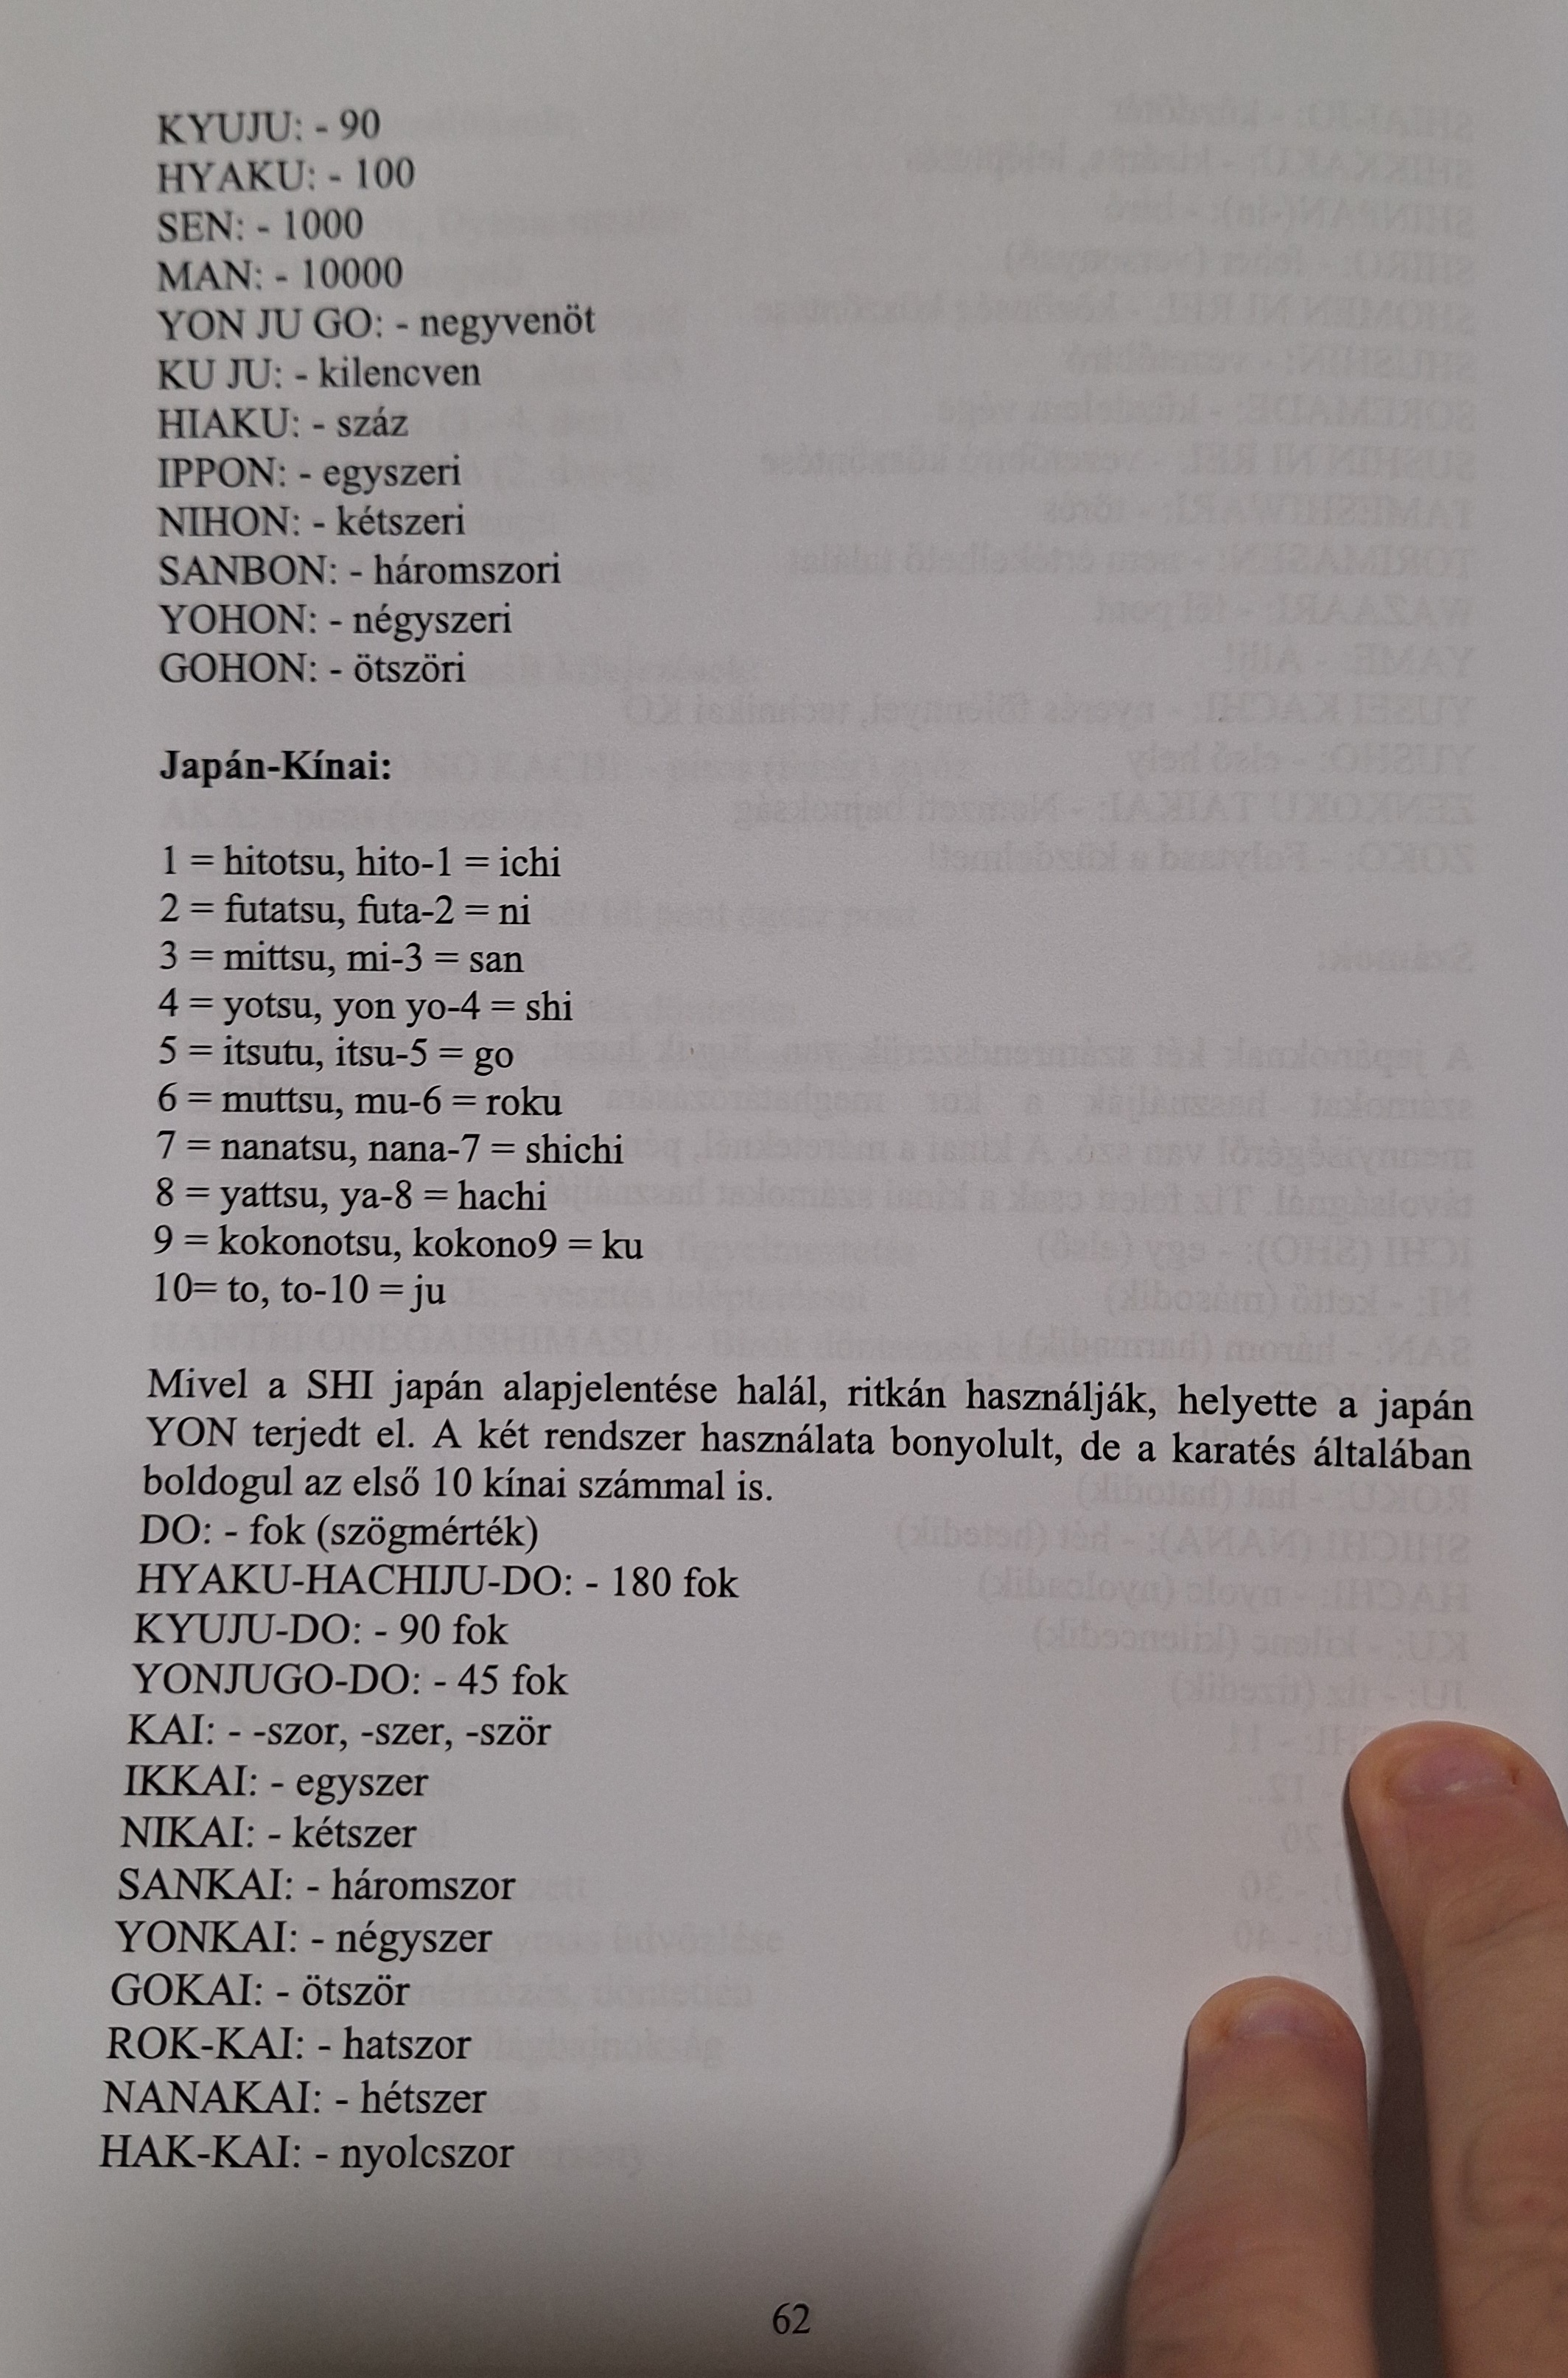 KYUJU: - 90
HYAKU: - 100
SEN: - 1000
MAN: - 10000
YON JU GO: - negyvenöt
KU JU: - kilencven
HIAKU: - száz
IPPON: - egyszeri
NIHON: - kétszeri
SANBON: - háromszori
YOHON: - négyszeri
GOHON: - ötszöri
Japán-Kínai:
1 = hitotsu, hito-1 = ichi
2 = futatsu, futa-2 = ni
3 = mittsu, mi-3 = san
4 = yotsu, yon yo-4 = shi
5 = itsutu, itsu-5 = go
6 = muttsu, mu-6 = roku
7 = nanatsu, nana-7 = shichi
8 = yattsu, ya-8 = hachi
9 = kokonotsu, kokono9 = ku
10= to, to-10 = ju
Mivel a SHI japán alapjelentése halál, ritkán használják, helyette a japán
YON terjedt el. A két rendszer használata bonyolult, de a karatés általában
boldogul az első 10 kínai számmal is.
DO: - fok (szögmérték)
HYAKU-HACHIJU-DO: - 180 fok
KYUJU-DO: - 90 fok
YONJUGO-DO: - 45 fok
KAI: - -szor, -szer, -ször
IKKAI: - egyszer
NIKAI: - kétszer
SANKAI: - háromszor
YONKAI: - négyszer
GOKAI: - ötször
ROK-KAI: - hatszor
NANAKAI: - hétszer
HAK-KAI: - nyolcszor
62